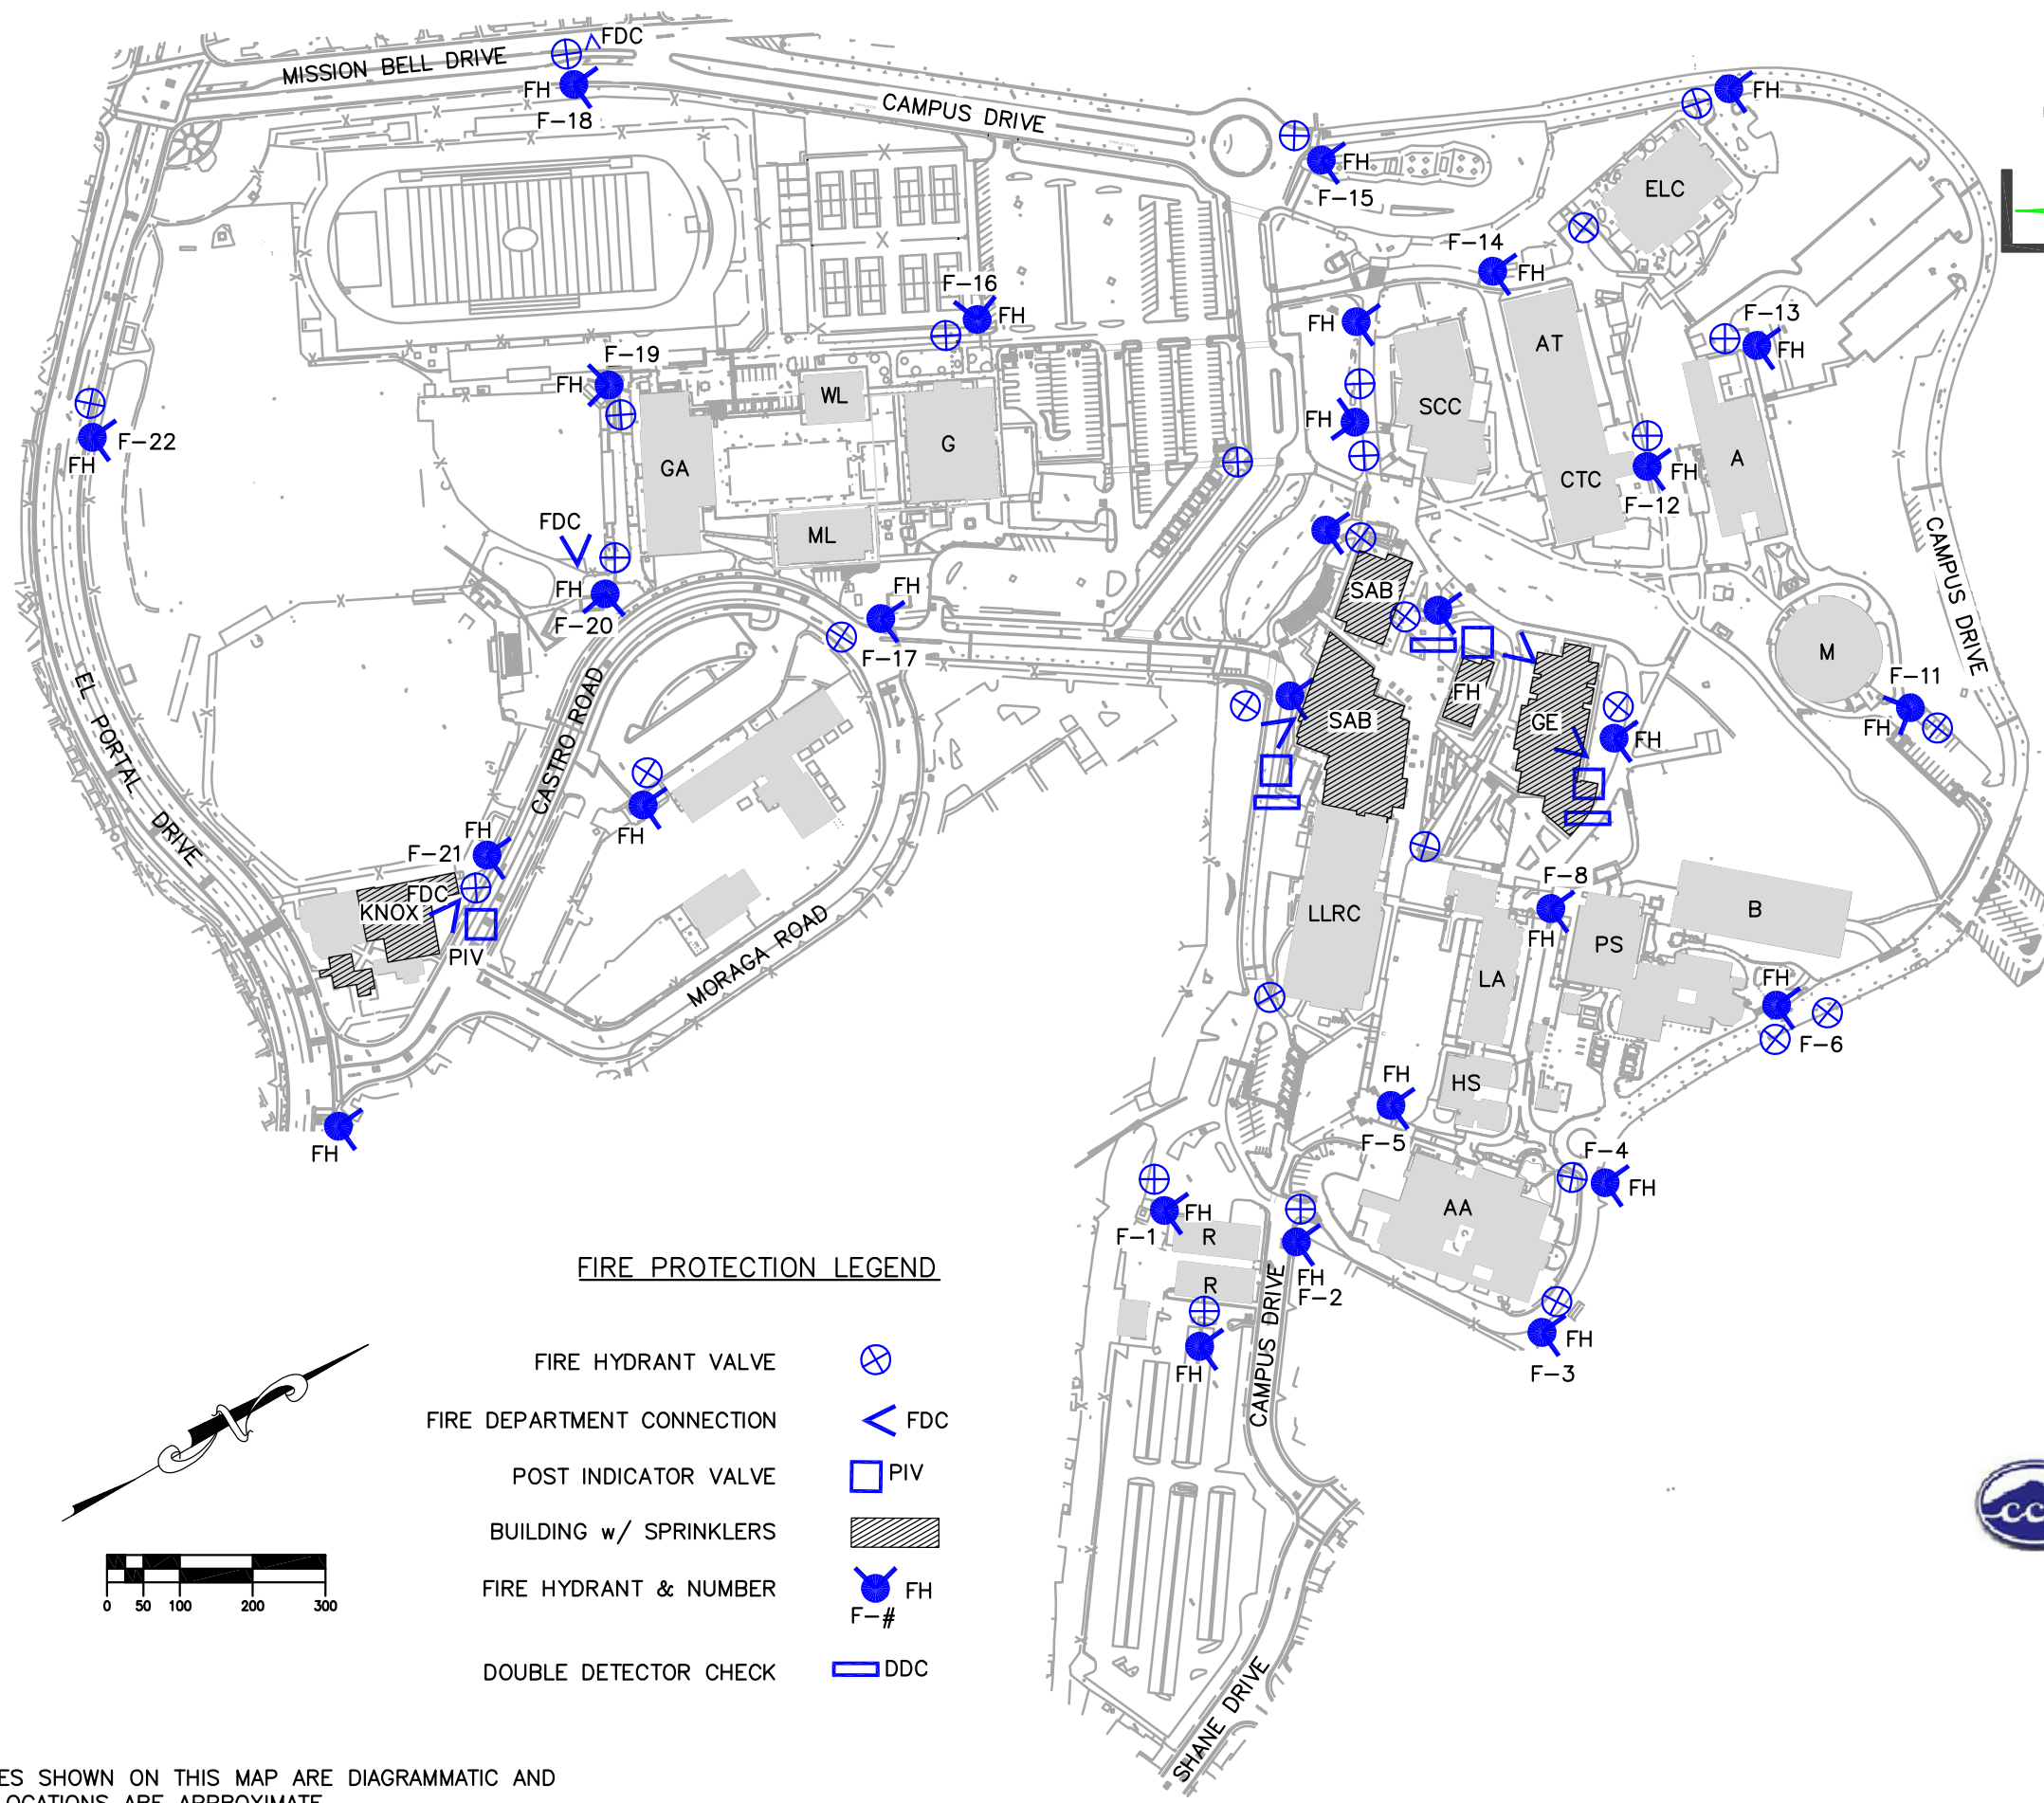 FDC
MISSION BELL DRIVE
FH
F-18
CAMPUS DRIVE
FH
FH
F-15
ELC
F-14
FH
F-16
FH
FH
F-13
FH
AT
F-19
FH
WL
SCC
FH
G
F-22
FH
GA
A
CTC
FH
F-12
FDC
ML
CAMPUS DRIVE
FH
F-20
FH
F-17
SAB
M
F-11
FH
FH
SAB
GE
FH
EL PORTAL DRIVE
CASTRO ROAD
FH
FH
F-21
FDC
KNOX
PIV
MORAGA ROAD
F-8
FH
LLRC
B
PS
LA
FH
F-6
HS
FH
F-5
FH
F-4
FH
AA
FH
F-1
R
R
FH
F-2
FH
CAMPUS DRIVE
FH
F-3
SHANE DRIVE
FIRE PROTECTION LEGEND
FIRE HYDRANT VALVE
FIRE DEPARTMENT CONNECTION FDC
POST INDICATOR VALVE PIV
BUILDING w/ SPRINKLERS
FIRE HYDRANT & NUMBER FH
F-#
DOUBLE DETECTOR CHECK DDC
0 50 100 200 300
ES SHOWN ON THIS MAP ARE DIAGRAMMATIC AND
OCATIONS ARE APPROXIMATE